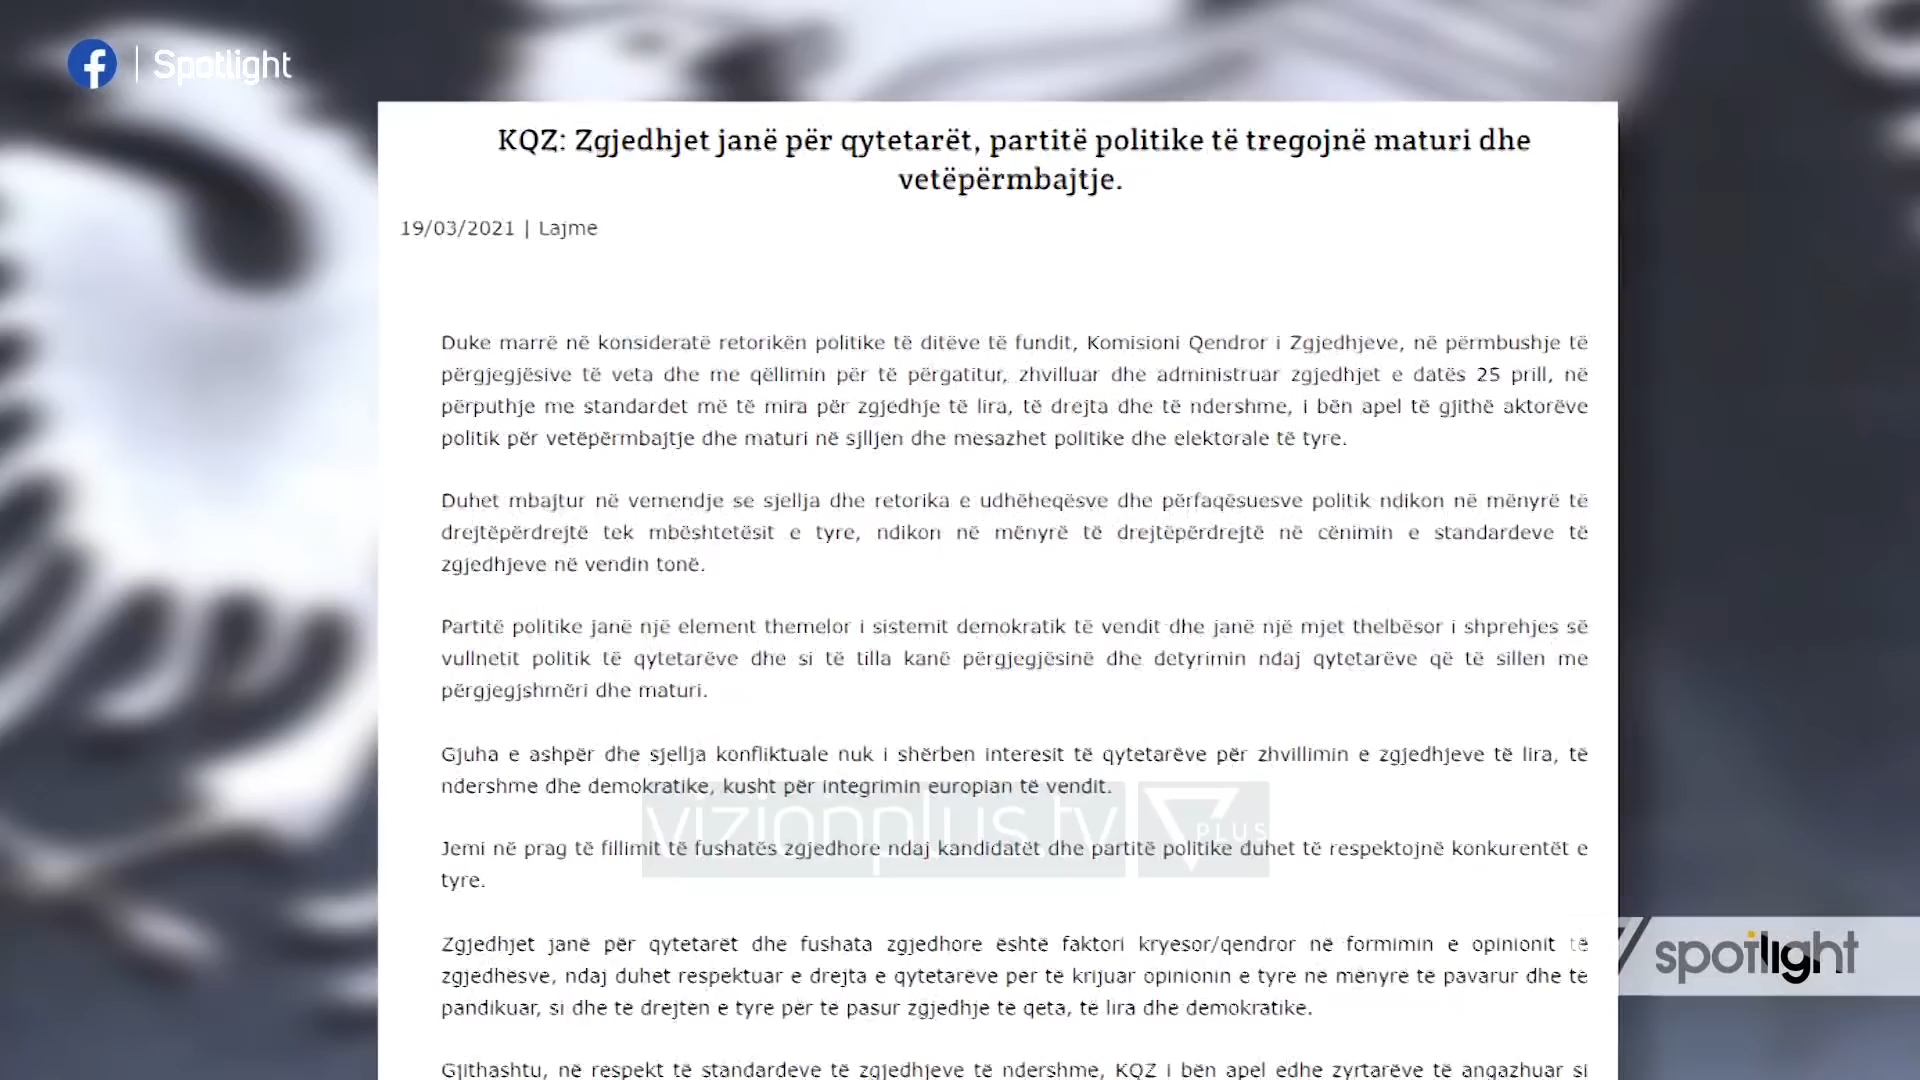 Spotlight
KQZ: Zgjedhjet janë për qytetarët, partitë politike të tregojnë maturi dhe
vetëpërmbajtje.
19/03/2021 | Lajme
Duke marrë në konsideratë retorikën politike të ditëve të fundit, Komisioni Qendror i Zgjedhjeve, në përmbushje të
përgjegjësive të veta dhe me qëllimin për të përgatitur, zhvilluar dhe administruar zgjedhjet e datës 25 prill, në
përputhje me standardet më të mira për zgjedhje të lira, të drejta dhe të ndershme, i bën apel të gjithë aktorëve
politik për vetëpërmbajtje dhe maturi në sjlljen dhe mesazhet politike dhe elektorale të tyre.
Duhet mbajtur në vemendje se sjellja dhe retorika e udhëheqësve dhe përfaqësuesve politik ndikon në mënyrë të
drejtëpërdrejtë tek mbështetësit e tyre, ndikon në mënyrë të drejtëpërdrejtë në cënimin e standardeve të
zgjedhjeve në vendin tonë.
Partitë politike janë një element themelor i sistemit demokratik të vendit dhe janë një mjet thelbësor i shprehjes së
vullnetit politik të qytetarëve dhe si të tilla kanë përgjegjësinë dhe detyrimin ndaj qytetarëve që të sillen me
përgjegjshmëri dhe maturi.
Gjuha e ashpër dhe sjellja konfliktuale nuk i shërben interesit të qytetarëve për zhvillimin e zgjedhjeve të lira, të
ndershme dhe demokratike, kusht për integrimin europian të vendit.
vizionplus.tv PLUS
Jemi në prag të fillimit të fushatës zgjedhore ndaj kandidatët dhe partitë politike duhet të respektojnë konkurentët e
tyre.
Zgjedhjet janë për qytetarët dhe fushata zgjedhore është faktori kryesor/qendror në formimin e opinionit të
zgjedhësve, ndaj duhet respektuar e drejta e qytetarëve për të krijuar opinionin e tyre në mënyrë të pavarur dhe të
pandikuar, si dhe të drejtën e tyre për të pasur zgjedhje të qeta, të lira dhe demokratike.
spotlight
Gjithashtu, në respekt të standardeve të zgjedhjeve të ndershme, KQZ i bën apel edhe zyrtarëve të angazhuar si